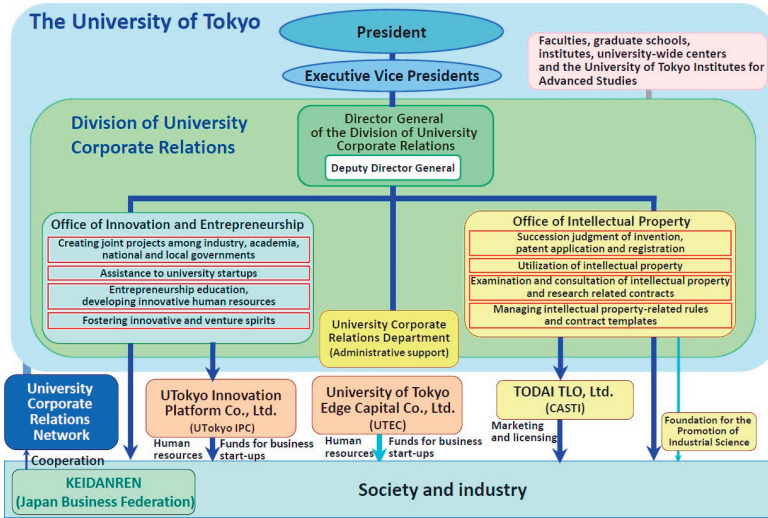 The University of Tokyo
President
Executive Vice Presidents
Faculties, graduate schools,
institutes, university-wide centers
and the University of Tokyo Institutes for
Advanced Studies
Division of University
Corporate Relations
Director General
of the Division of University
Corporate Relations
Deputy Director General
Office of Innovation and Entrepreneurship
Creating joint projects among industry, academia,
national and local governments
Assistance to university startups
Entrepreneurship education,
developing innovative human resources
Fostering innovative and venture spirits
Office of Intellectual Property
Succession judgment of invention,
patent application and registration
Utilization of intellectual property
Examination and consultation of intellectual property
and research related contracts
Managing intellectual property-related rules
and contract templates
University Corporate
Relations Department
(Administrative support)
University
Corporate
Relations
Network
UTokyo Innovation
Platform Co., Ltd.
(UTokyo IPC)
University of Tokyo
Edge Capital Co., Ltd.
(UTEC)
TODAI TLO, Ltd.
(CASTI)
Foundation for the
Promotion of
Industrial Science
Human
resources
Funds for business
start-ups
Human
resources
Funds for business
start-ups
Marketing
and licensing
Cooperation
KEIDANREN
(Japan Business Federation)
Society and industry